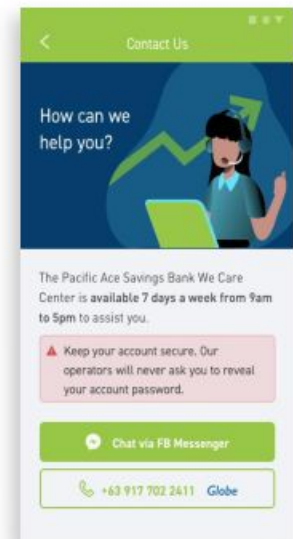 Contact Us
How can we
help you?
The Pacific Ace Savings Bank We Care
Center is available 7 days a week from 9am
to 5pm to assist you.
Keep your account secure. Our
operators will never ask you to reveal
your account password.
Chat via FB Messenger
+63 917 702 2411 Globe